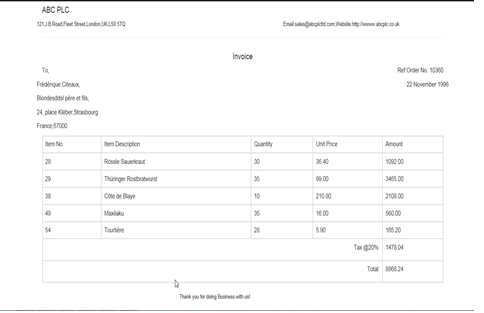 ABC PLC
121,J B Road,Fleet Street,London,UK,LS0 5TQ Email:sales@abcplcltd.com,Website:http://www.abcplc.co.uk
Invoice
To, Ref:Order No. 10360
Frédérique Citeaux, 22 November 1996
Blondesddsl père et fils,
24, place Kléber,Strasbourg
France,67000
Item No Item Description Quantity Unit Price Amount
28 Rössle Sauerkraut 30 36.40 1092.00
29 Thüringer Rostbratwurst 35 99.00 3465.00
38 Côte de Blaye 10 210.80 2108.00
49 Maxilaku 35 16.00 560.00
54 Tourtière 28 5.90 165.20
Tax @20% 1478.04
Total: 8868.24
Thank you for doing Business with us!